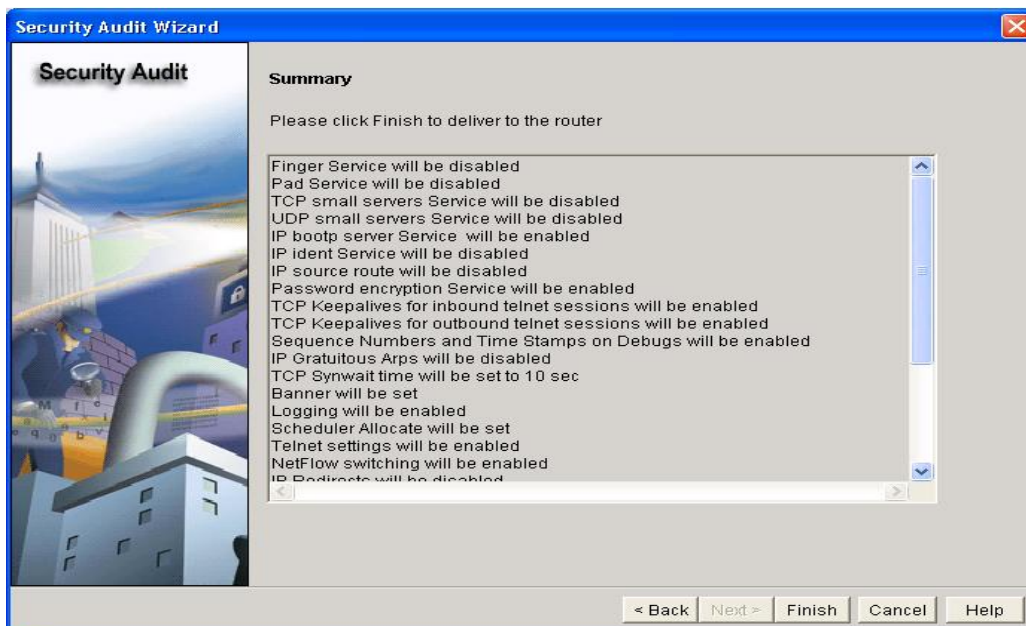 Security Audit Wizard
Security Audit
Summary
Please click Finish to deliver to the router
Finger Service will be disabled
Pad Service will be disabled
TCP small servers Service will be disabled
UDP small servers Service will be disabled
IP bootp server Service will be enabled
IP ident Service will be disabled
IP source route will be disabled
Password encryption Service will be enabled
TCP Keepalives for inbound telnet sessions will be enabled
TCP Keepalives for outbound telnet sessions will be enabled
Sequence Numbers and Time Stamps on Debugs will be enabled
IP Gratuitous Arps will be disabled
TCP Synwait time will be set to 10 sec
Banner will be set
Logging will be enabled
Scheduler Allocate will be set
Telnet settings will be enabled
NetFlow switching will be enabled
IP Redirects will be disabled
< Back Next > Finish Cancel Help